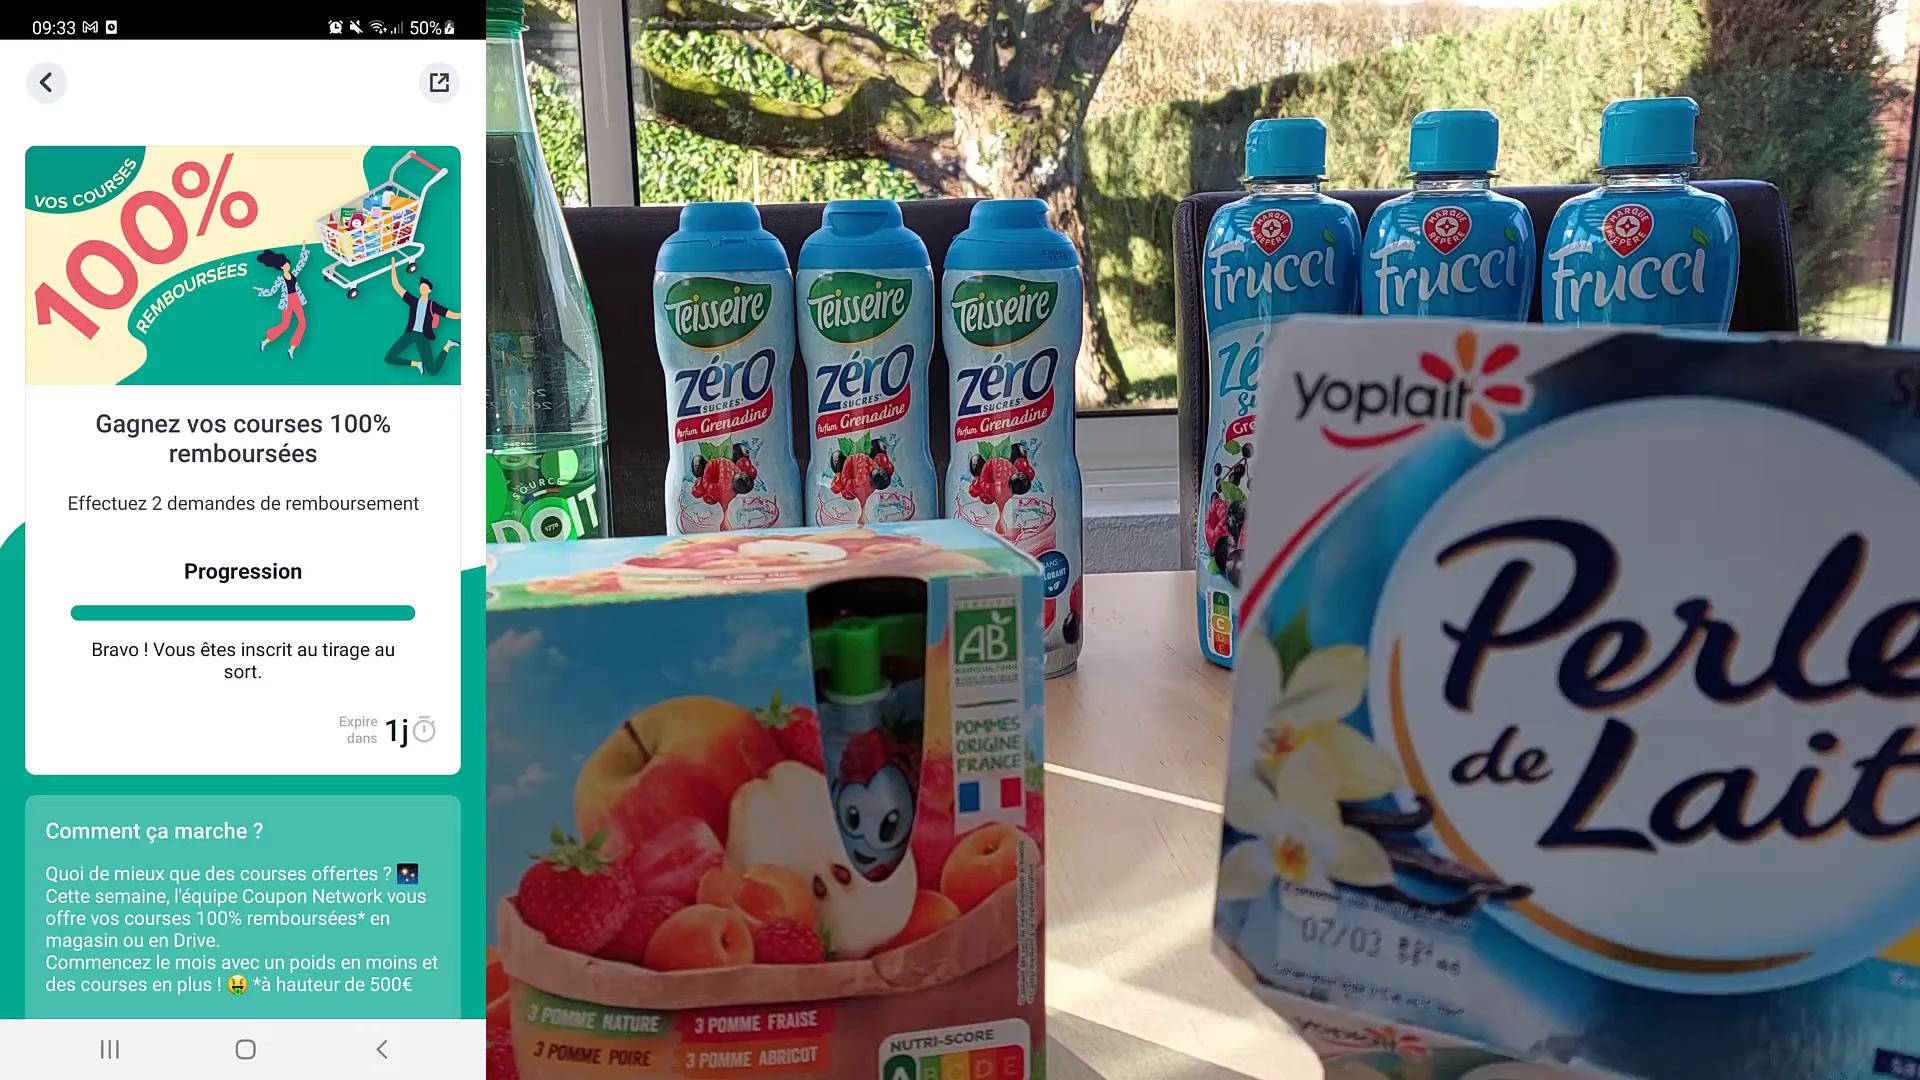 09:33
50%
VOS COURSES
100%
REMBOURSÉES
Gagnez vos courses 100%
remboursées
Effectuez 2 demandes de remboursement
Progression
Bravo ! Vous êtes inscrit au tirage au
sort.
Expire
dans
1j
Comment ça marche ?
Quoi de mieux que des courses offertes ?
Cette semaine, l'équipe Coupon Network vous
offre vos courses 100% remboursées* en
magasin ou en Drive.
Commencez le mois avec un poids en moins et
des courses en plus ! *à hauteur de 500€
SOURCE
DOIT
Teisseire
zéro
SUCRES
Parfum Grenadine
Teisseire
zéro
SUCRES
Parfum Grenadine
Teisseire
zéro
SUCRES
Parfum Grenadine
MARQUE
REPÈRE
Frucci
Zé
Gre
MARQUE
REPÈRE
Frucci
MARQUE
REPÈRE
Frucci
A
C
E
AB
POMMES
ORIGINE
FRANCE
3 POMME NATURE
3 POMME FRAISE
3 POMME POIRE
3 POMME ABRICOT
NUTRI-SCORE
A B C D E
yoplait
Perle
de Lait
07/03